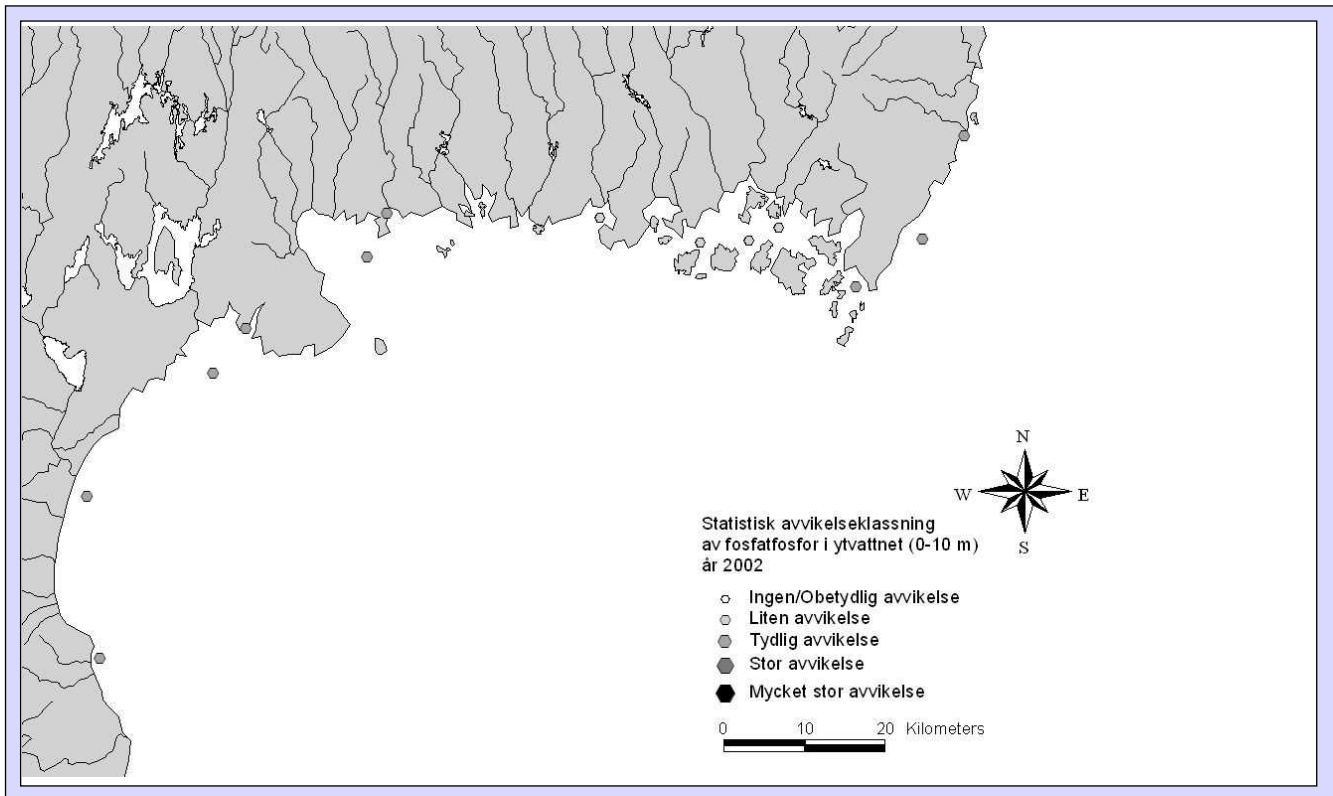 N
W E
S
Statistisk avvikelseklassning
av fosfatfosfor i ytvattnet (0-10 m)
år 2002
Ingen/Obetydlig avvikelse
Liten avvikelse
Tydlig avvikelse
Stor avvikelse
Mycket stor avvikelse
0 10 20 Kilometers